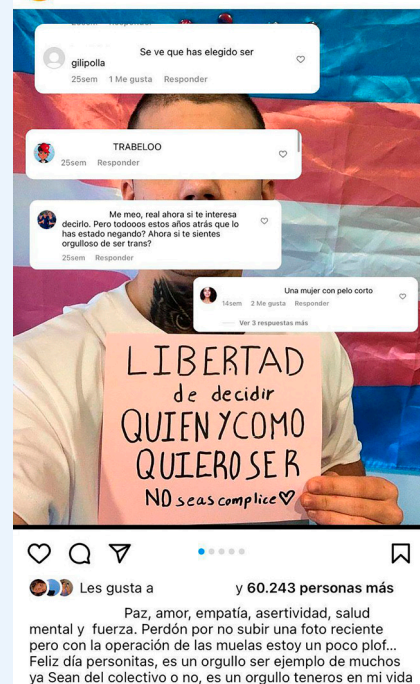 Se ve que has elegido ser
gilipolla
25sem 1 Me gusta Responder
TRABELOO
25sem Responder
Me meo, real ahora si te interesa
decirlo. Pero todooos estos años atrás que lo
has estado negando? Ahora si te sientes
orgulloso de ser trans?
25sem Responder
Una mujer con pelo corto
14sem 2 Me gusta Responder
Ver 3 respuestas más
LIBERTAD
de decidir
QUIEN Y COMO
QUIERO SER
NO seas complice♡
Les gusta a y 60.243 personas más
Paz, amor, empatía, asertividad, salud
mental y fuerza. Perdón por no subir una foto reciente
pero con la operación de las muelas estoy un poco plof...
Feliz día personitas, es un orgullo ser ejemplo de muchos
ya Sean del colectivo o no, es un orgullo teneros en mi vida